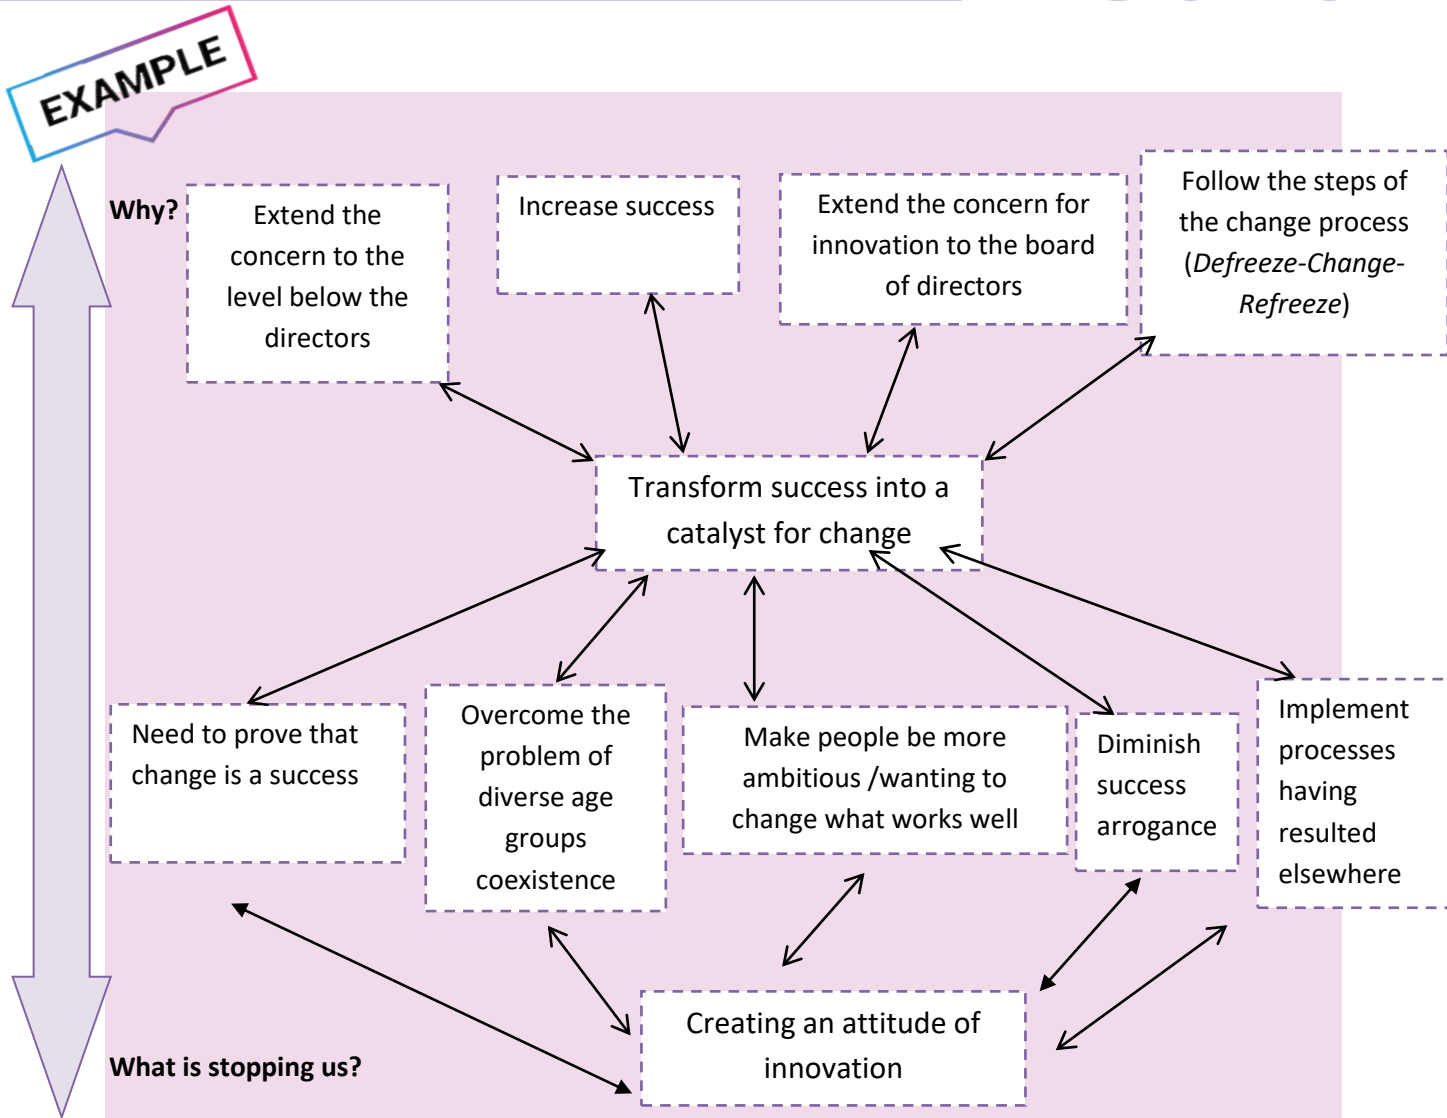 EXAMPLE
Why?
Extend the
concern to the
level below the
directors
Increase success
Extend the concern for
innovation to the board
of directors
Follow the steps of
the change process
(Defreeze-Change-
Refreeze)
Transform success into a
catalyst for change
Need to prove that
change is a success
Overcome the
problem of
diverse age
groups
coexistence
Make people be more
ambitious /wanting to
change what works well
Diminish
success
arrogance
Implement
processes
having
resulted
elsewhere
Creating an attitude of
innovation
What is stopping us?